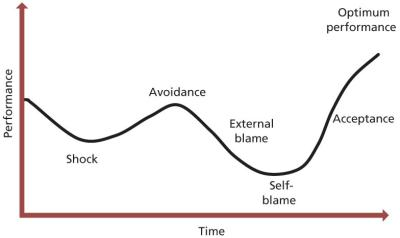 Optimum
performance
Avoidance
External
blame
Acceptance
Shock
Self-
blame
Performance
Time